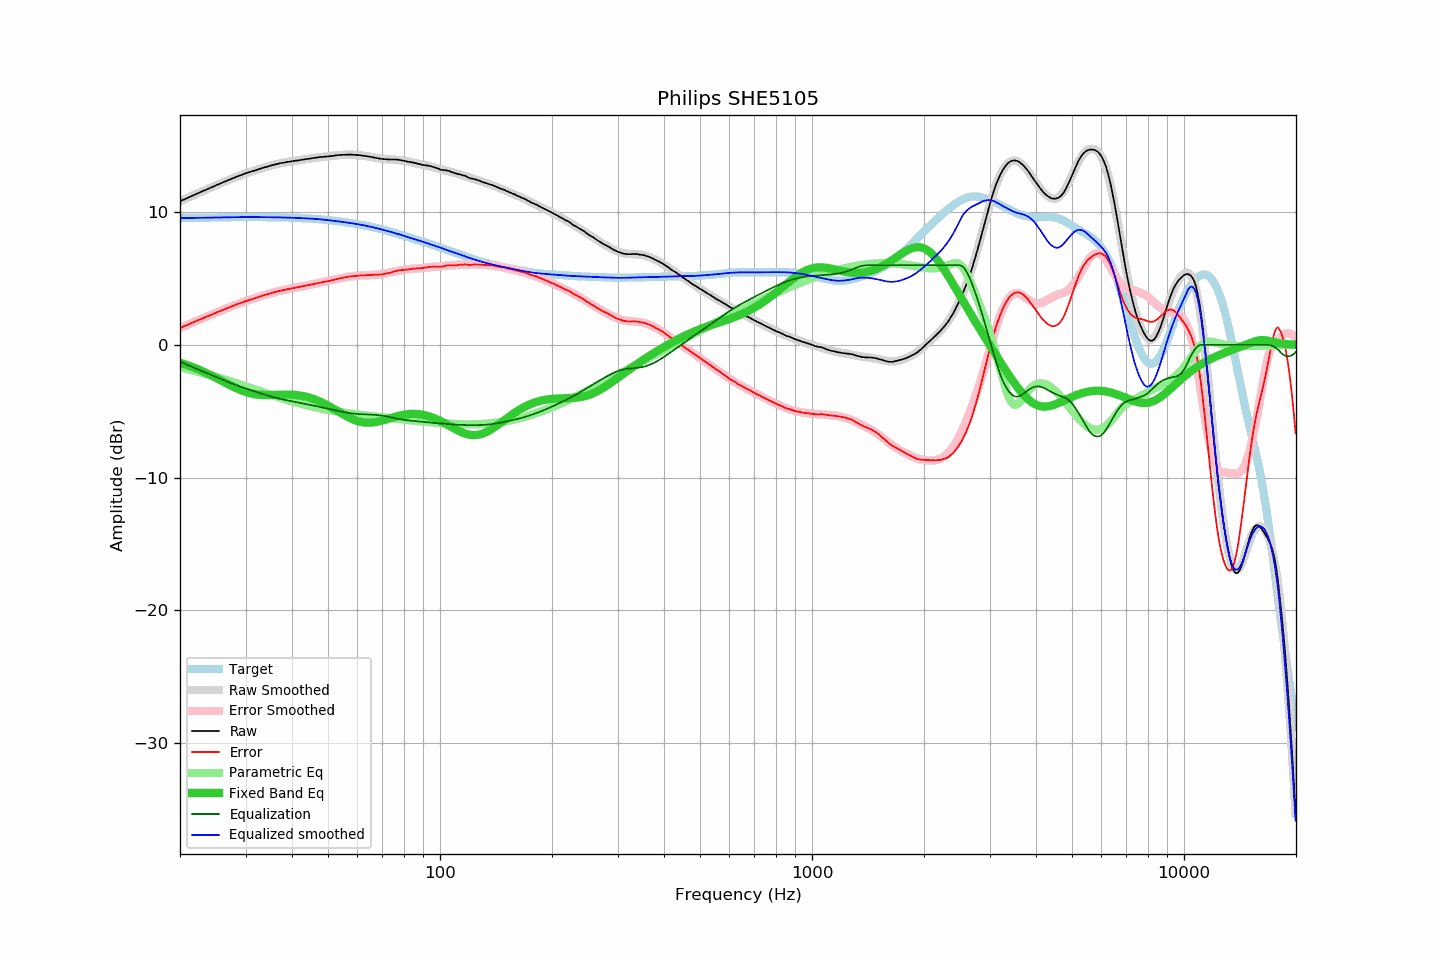 Philips SHE5105
Amplitude (dBr)
10
0
−10
−20
−30
Target
Raw Smoothed
Error Smoothed
Raw
Error
Parametric Eq
Fixed Band Eq
Equalization
Equalized smoothed
100
1000
10000
Frequency (Hz)